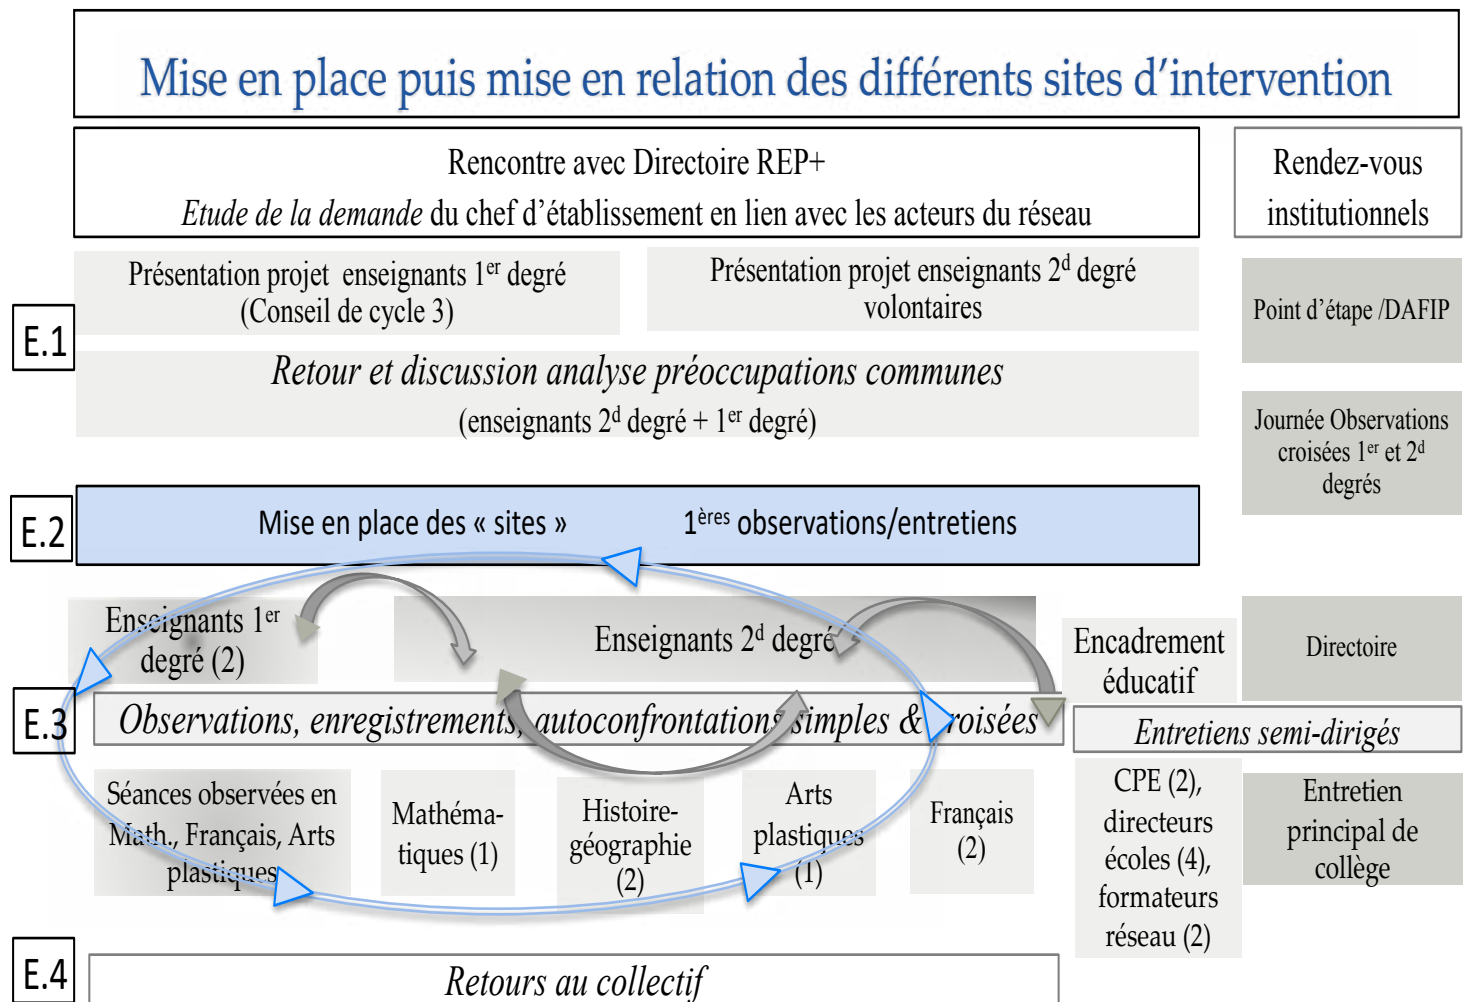 Mise en place puis mise en relation des différents sites d’intervention
Rencontre avec Directoire REP+
Etude de la demande du chef d’établissement en lien avec les acteurs du réseau
Rendez-vous
institutionnels
E.1
Présentation projet enseignants 1er degré
(Conseil de cycle 3)
Présentation projet enseignants 2d degré
volontaires
Point d’étape /DAFIP
Retour et discussion analyse préoccupations communes
(enseignants 2d degré + 1er degré)
Journée Observations
croisées 1er et 2d
degrés
E.2
Mise en place des « sites » 1ères observations/entretiens
Enseignants 1er
degré (2)
Enseignants 2d degré
Encadrement
éducatif
Directoire
E.3
Observations, enregistrements, autoconfrontations simples & croisées
Entretiens semi-dirigés
Séances observées en
Math., Français, Arts
plastiques
Mathéma-
tiques (1)
Histoire-
géographie
(2)
Arts
plastiques
(1)
Français
(2)
CPE (2),
directeurs
écoles (4),
formateurs
réseau (2)
Entretien
principal de
collège
E.4
Retours au collectif